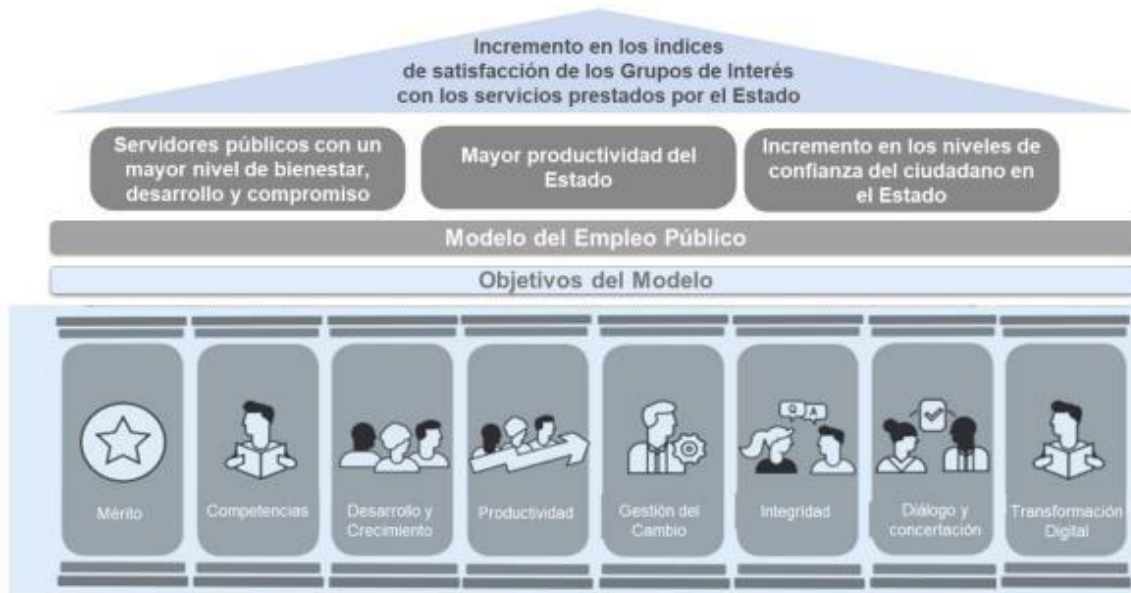 Incremento en los índices
de satisfacción de los Grupos de Interés
con los servicios prestados por el Estado
Servidores públicos con un
mayor nivel de bienestar,
desarrollo y compromiso
Mayor productividad del
Estado
Incremento en los niveles de
confianza del ciudadano en
el Estado
Modelo del Empleo Público
Objetivos del Modelo
Mérito
Competencias
Desarrollo y
Crecimiento
Productividad
Gestión del
Cambio
Q A
Integridad
Diálogo y
concertación
Transformación
Digital